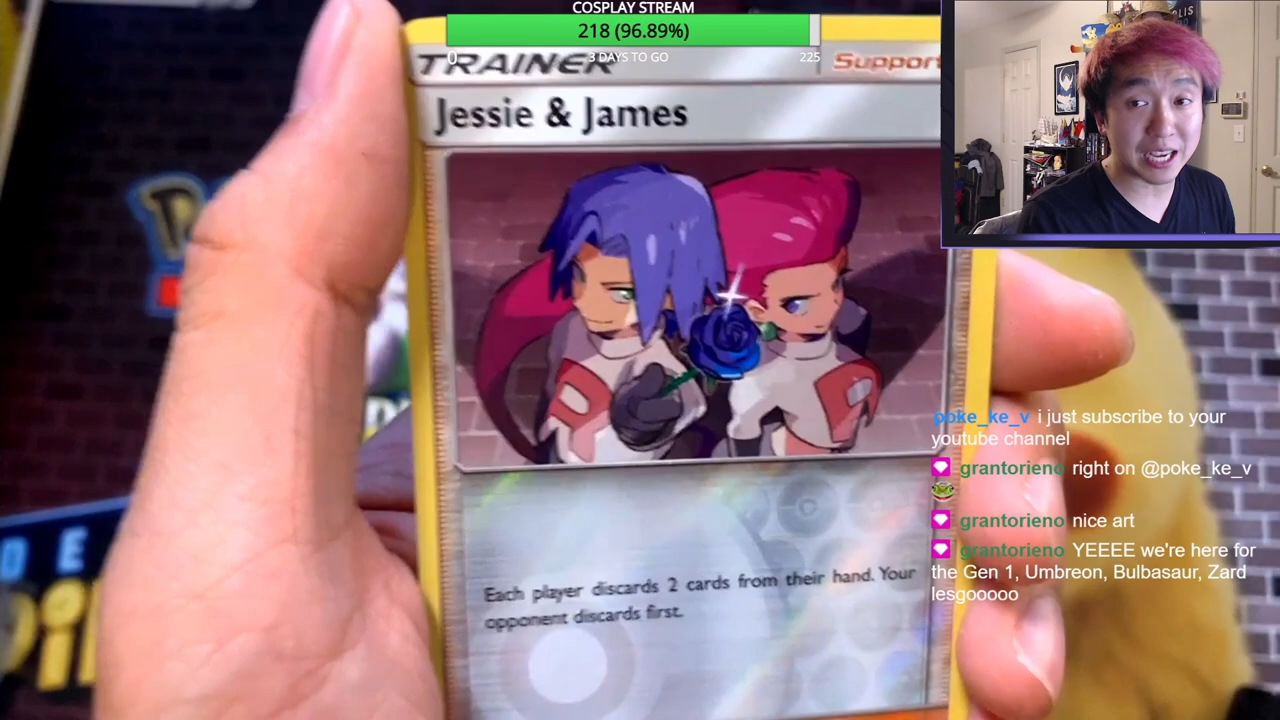 COSPLAY STREAM
218 (96.89%)
0 3 DAYS TO GO 225
TRAINER Support
Jessie & James
Each player discards 2 cards from their hand. Your
opponent discards first.
poke_ke_v i just subscribe to your
youtube channel
grantorieno right on @poke_ke_v
grantorieno nice art
grantorieno YEEEE we're here for
the Gen 1, Umbreon, Bulbasaur, Zard
lesgooooo